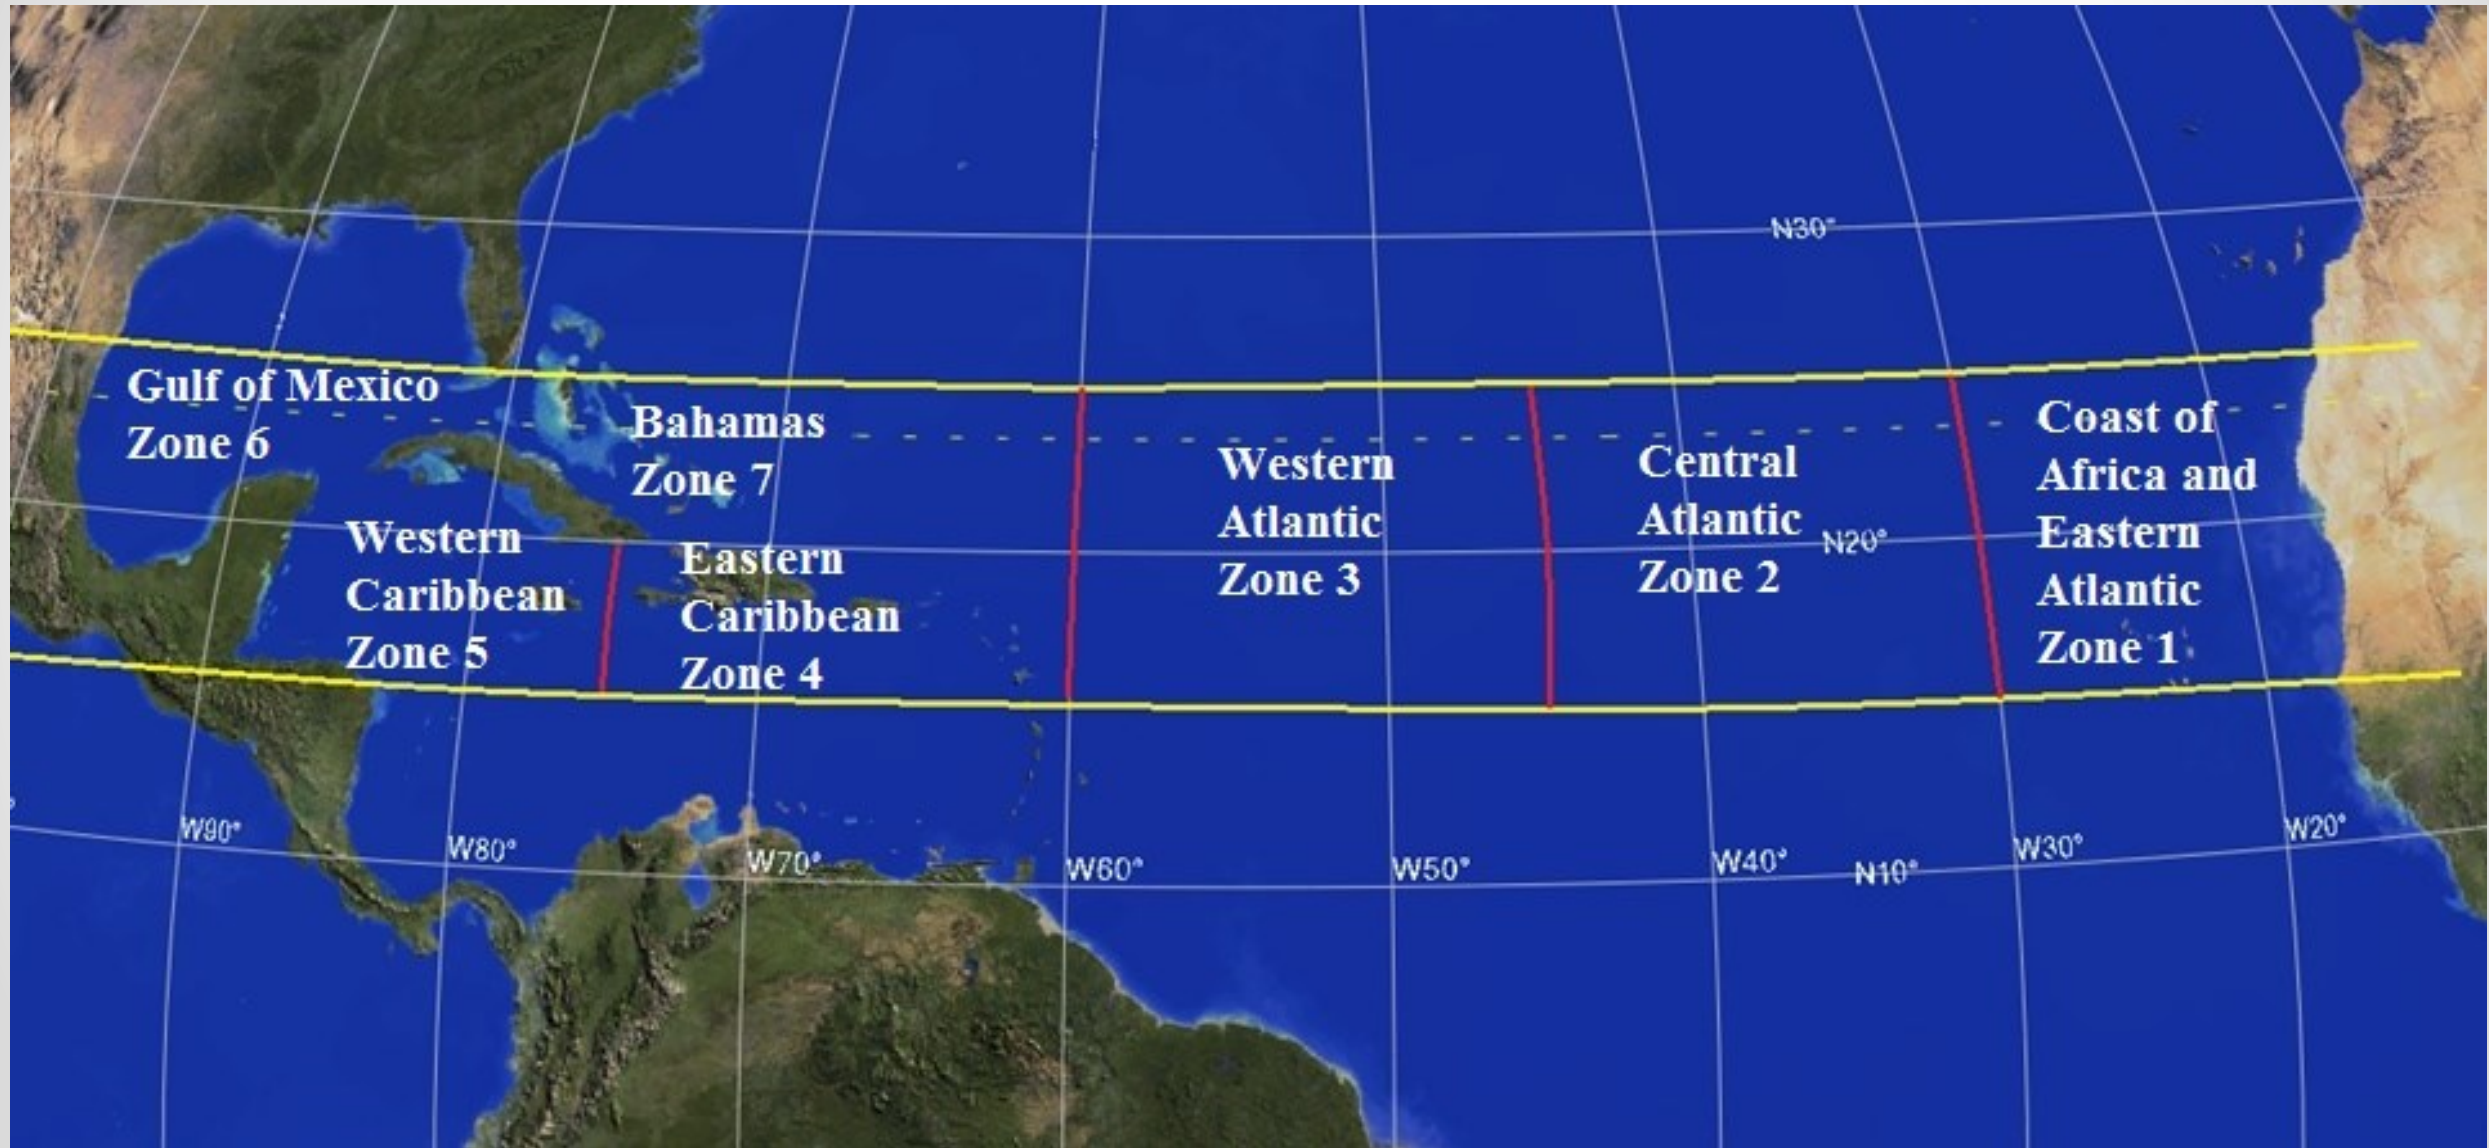 N30°
Gulf of Mexico
Zone 6
Bahamas
Zone 7
Western
Atlantic
Zone 3
Central
Atlantic
Zone 2
Coast of
Africa and
Eastern
Atlantic
Zone 1
N20°
Western
Caribbean
Zone 5
Eastern
Caribbean
Zone 4
W90°
W80°
W70°
W60°
W50°
W40°
N10°
W30°
W20°